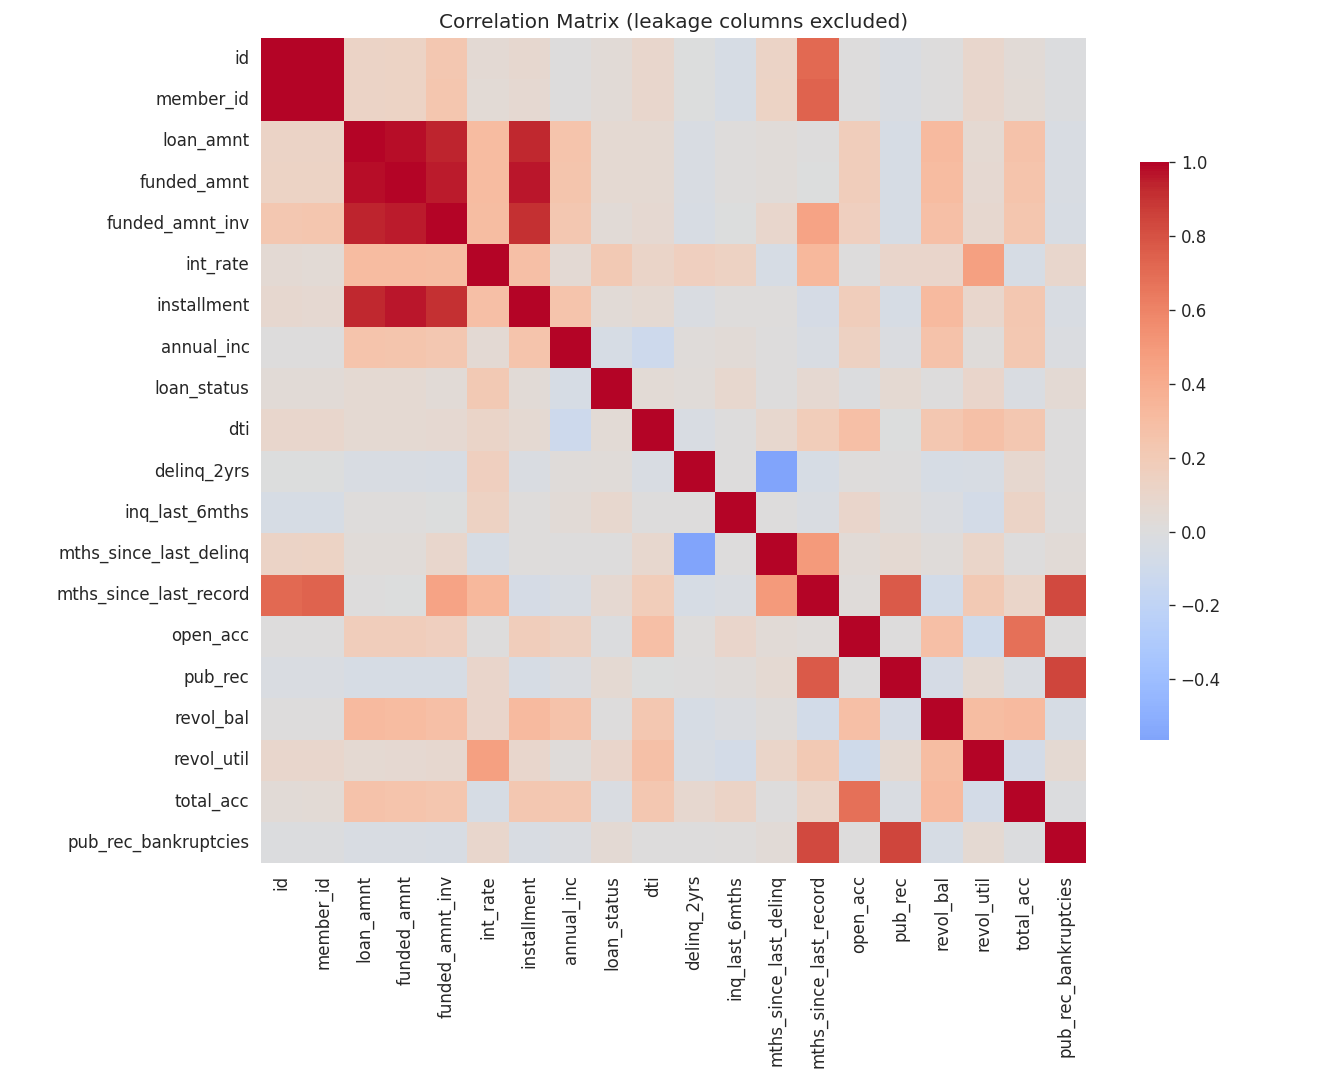 Correlation Matrix (leakage columns excluded)
id
member_id
loan_amnt
funded_amnt
funded_amnt_inv
int_rate
installment
annual_inc
loan_status
dti
delinq_2yrs
inq_last_6mths
mths_since_last_delinq
mths_since_last_record
open_acc
pub_rec
revol_bal
revol_util
total_acc
pub_rec_bankruptcies
id
member_id
loan_amnt
funded_amnt
funded_amnt_inv
int_rate
installment
annual_inc
loan_status
dti
delinq_2yrs
inq_last_6mths
mths_since_last_delinq
mths_since_last_record
open_acc
pub_rec
revol_bal
revol_util
total_acc
pub_rec_bankruptcies
1.0
0.8
0.6
0.4
0.2
0.0
−0.2
−0.4